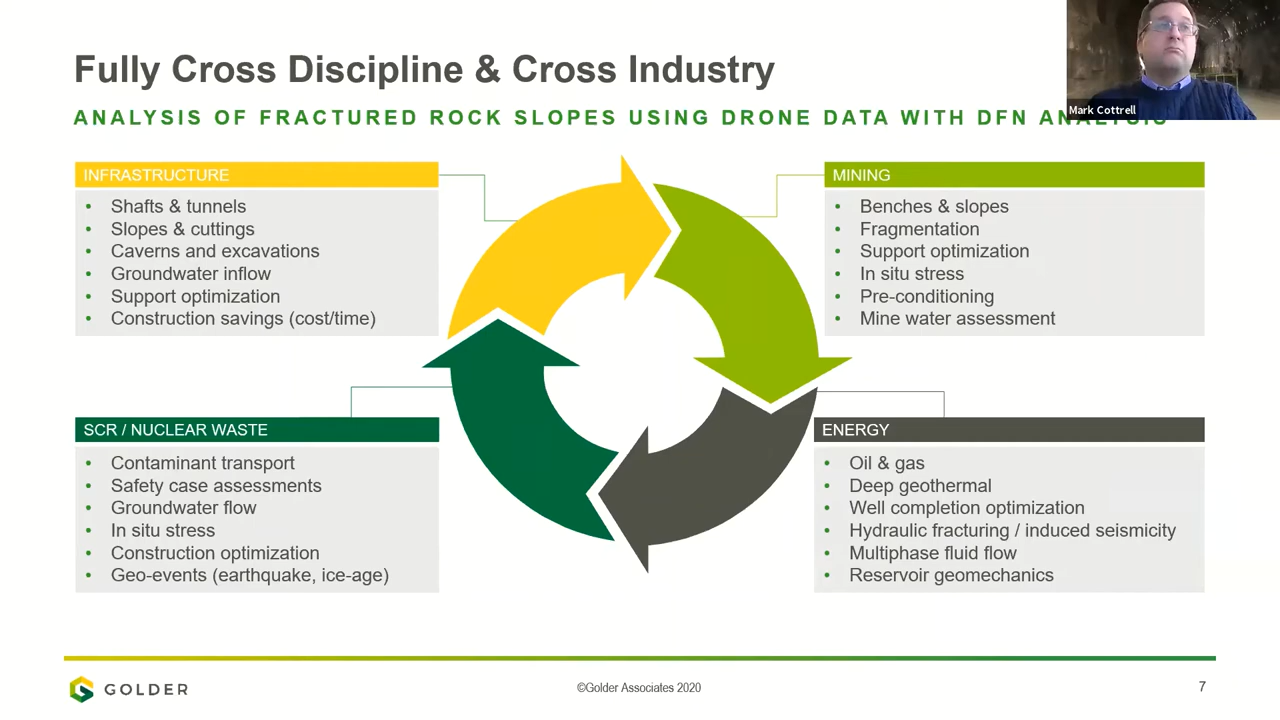 Fully Cross Discipline & Cross Industry
Mark Cottrell
ANALYSIS OF FRACTURED ROCK SLOPES USING DRONE DATA WITH DFN ANALYSIS
INFRASTRUCTURE
• Shafts & tunnels
• Slopes & cuttings
• Caverns and excavations
• Groundwater inflow
• Support optimization
• Construction savings (cost/time)
MINING
• Benches & slopes
• Fragmentation
• Support optimization
• In situ stress
• Pre-conditioning
• Mine water assessment
SCR / NUCLEAR WASTE
• Contaminant transport
• Safety case assessments
• Groundwater flow
• In situ stress
• Construction optimization
• Geo-events (earthquake, ice-age)
ENERGY
• Oil & gas
• Deep geothermal
• Well completion optimization
• Hydraulic fracturing / induced seismicity
• Multiphase fluid flow
• Reservoir geomechanics
GOLDER
©Golder Associates 2020
7